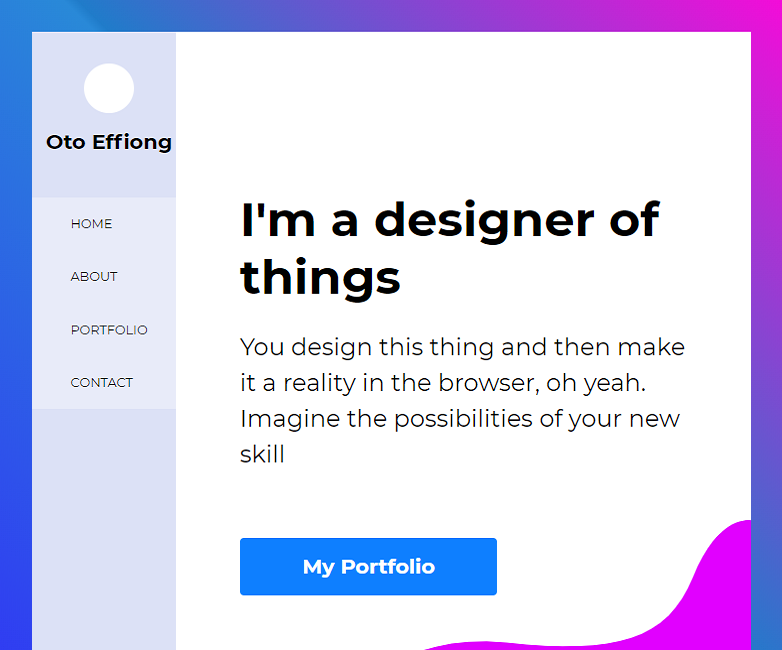 Oto Effiong
HOME
ABOUT
PORTFOLIO
CONTACT
I'm a designer of
things
You design this thing and then make
it a reality in the browser, oh yeah.
Imagine the possibilities of your new
skill
My Portfolio